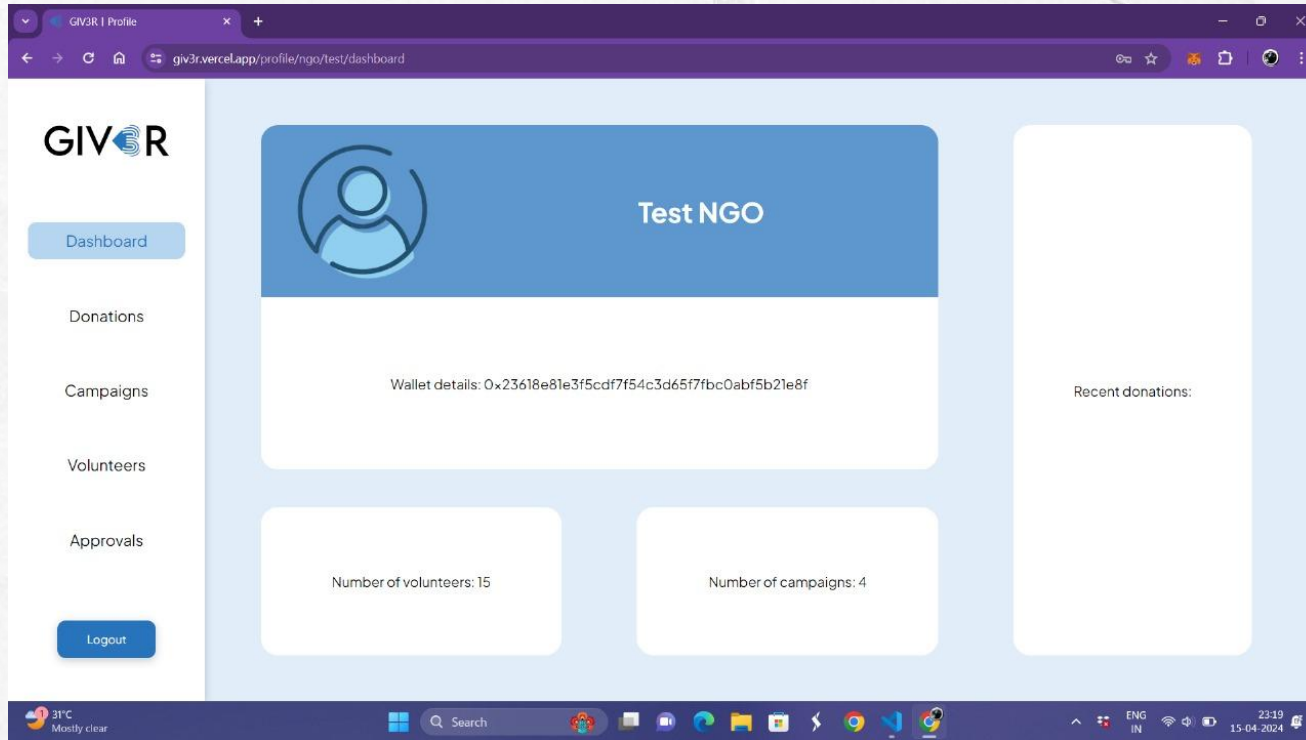 GIV3R | Profile
giv3r.vercel.app/profile/ngo/test/dashboard
GIV3R
Dashboard
Donations
Campaigns
Volunteers
Approvals
Logout
Test NGO
Wallet details: 0x23618e81e3f5cdf7f54c3d65f7fbc0abf5b21e8f
Number of volunteers: 15
Number of campaigns: 4
Recent donations:
1
31°C
Mostly clear
Search
ENG
IN
23:19
15-04-2024